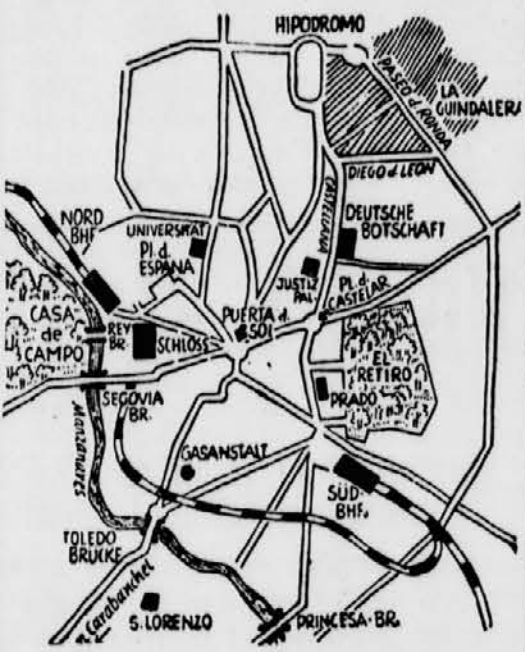 HIPODROMO
PASEO d. RONDA
LA
GUINDALERA
DIEGO d. LEON
CASTELLANA
NORD
BHF.
UNIVERSITÄT
Pl. d.
ESPANA
DEUTSCHE
BOTSCHAFT
JUSTIZ
PAL.
Pl. d.
CASTELAR
PUERTA d.
SOL
CASA
de
CAMPO
REY
BR.
SCHLOSS
EL
RETIRO
PRADO
SEGOVIA
BR.
Manzanares
GASANSTALT
SÜD-
BHF.
TOLEDO
BRÜCKE
Carabanchel
S. LORENZO
PRINCESA-BR.